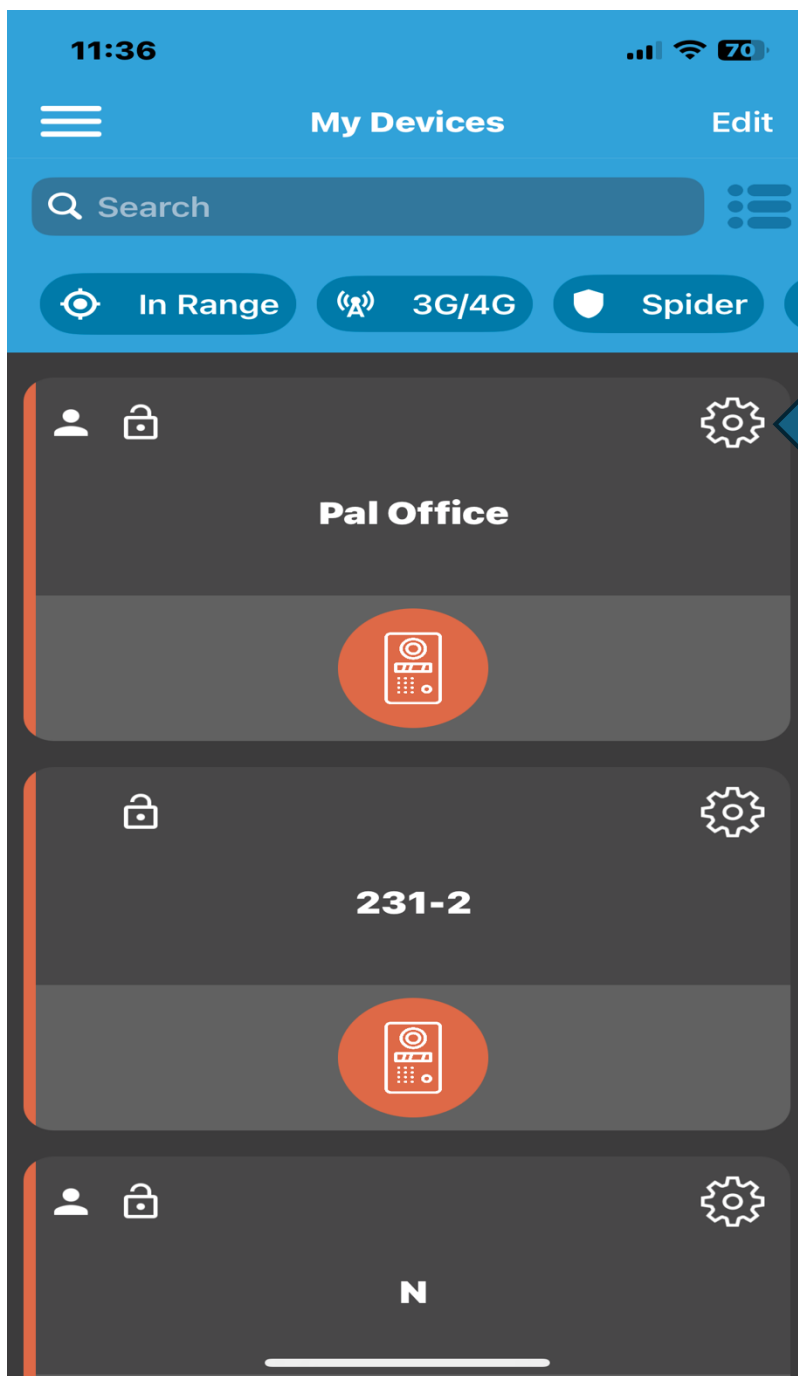 11:36 70
My Devices Edit
Search
In Range 3G/4G Spider
Pal Office
231-2
N